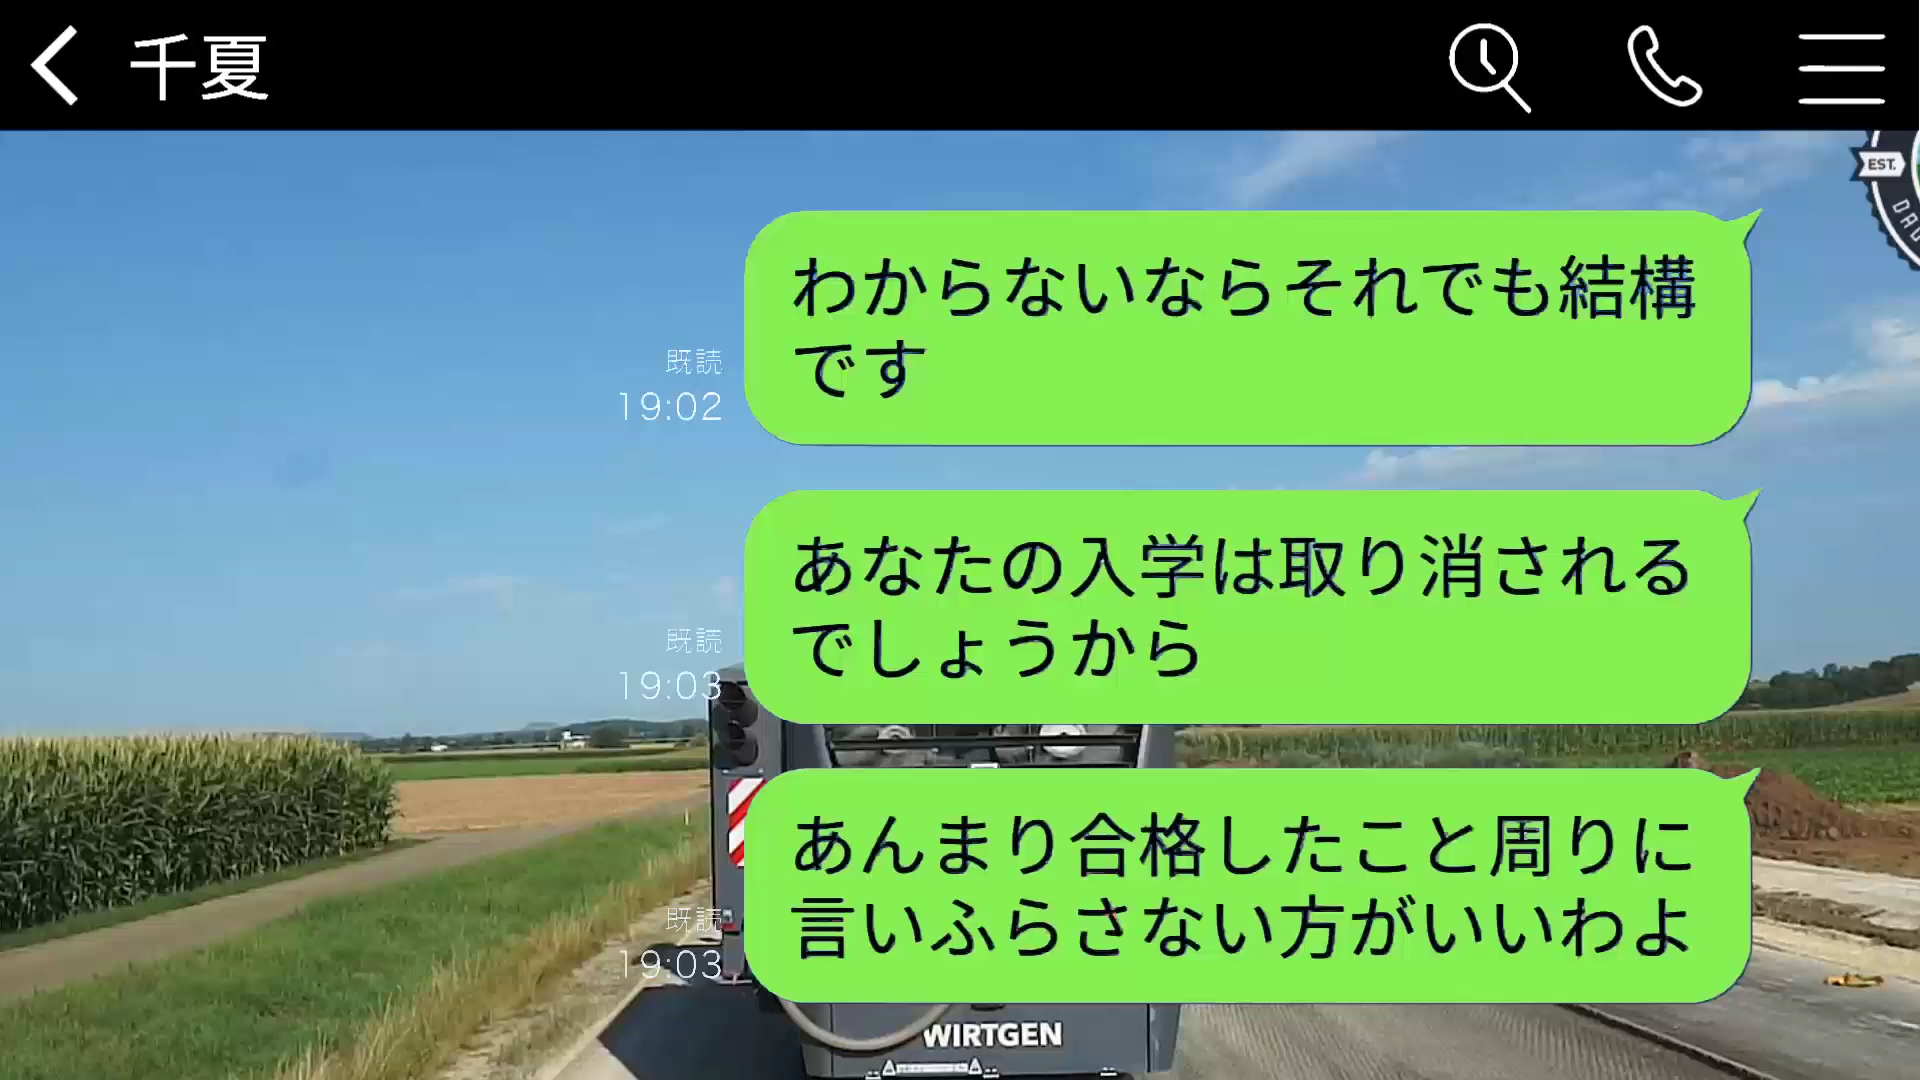 千夏
EST.
わからないならそれでも結構
です
既読
19:02
あなたの入学は取り消される
でしょうから
既読
19:03
あんまり合格したこと周りに
言いふらさない方がいいわよ
既読
19:03
WIRTGEN